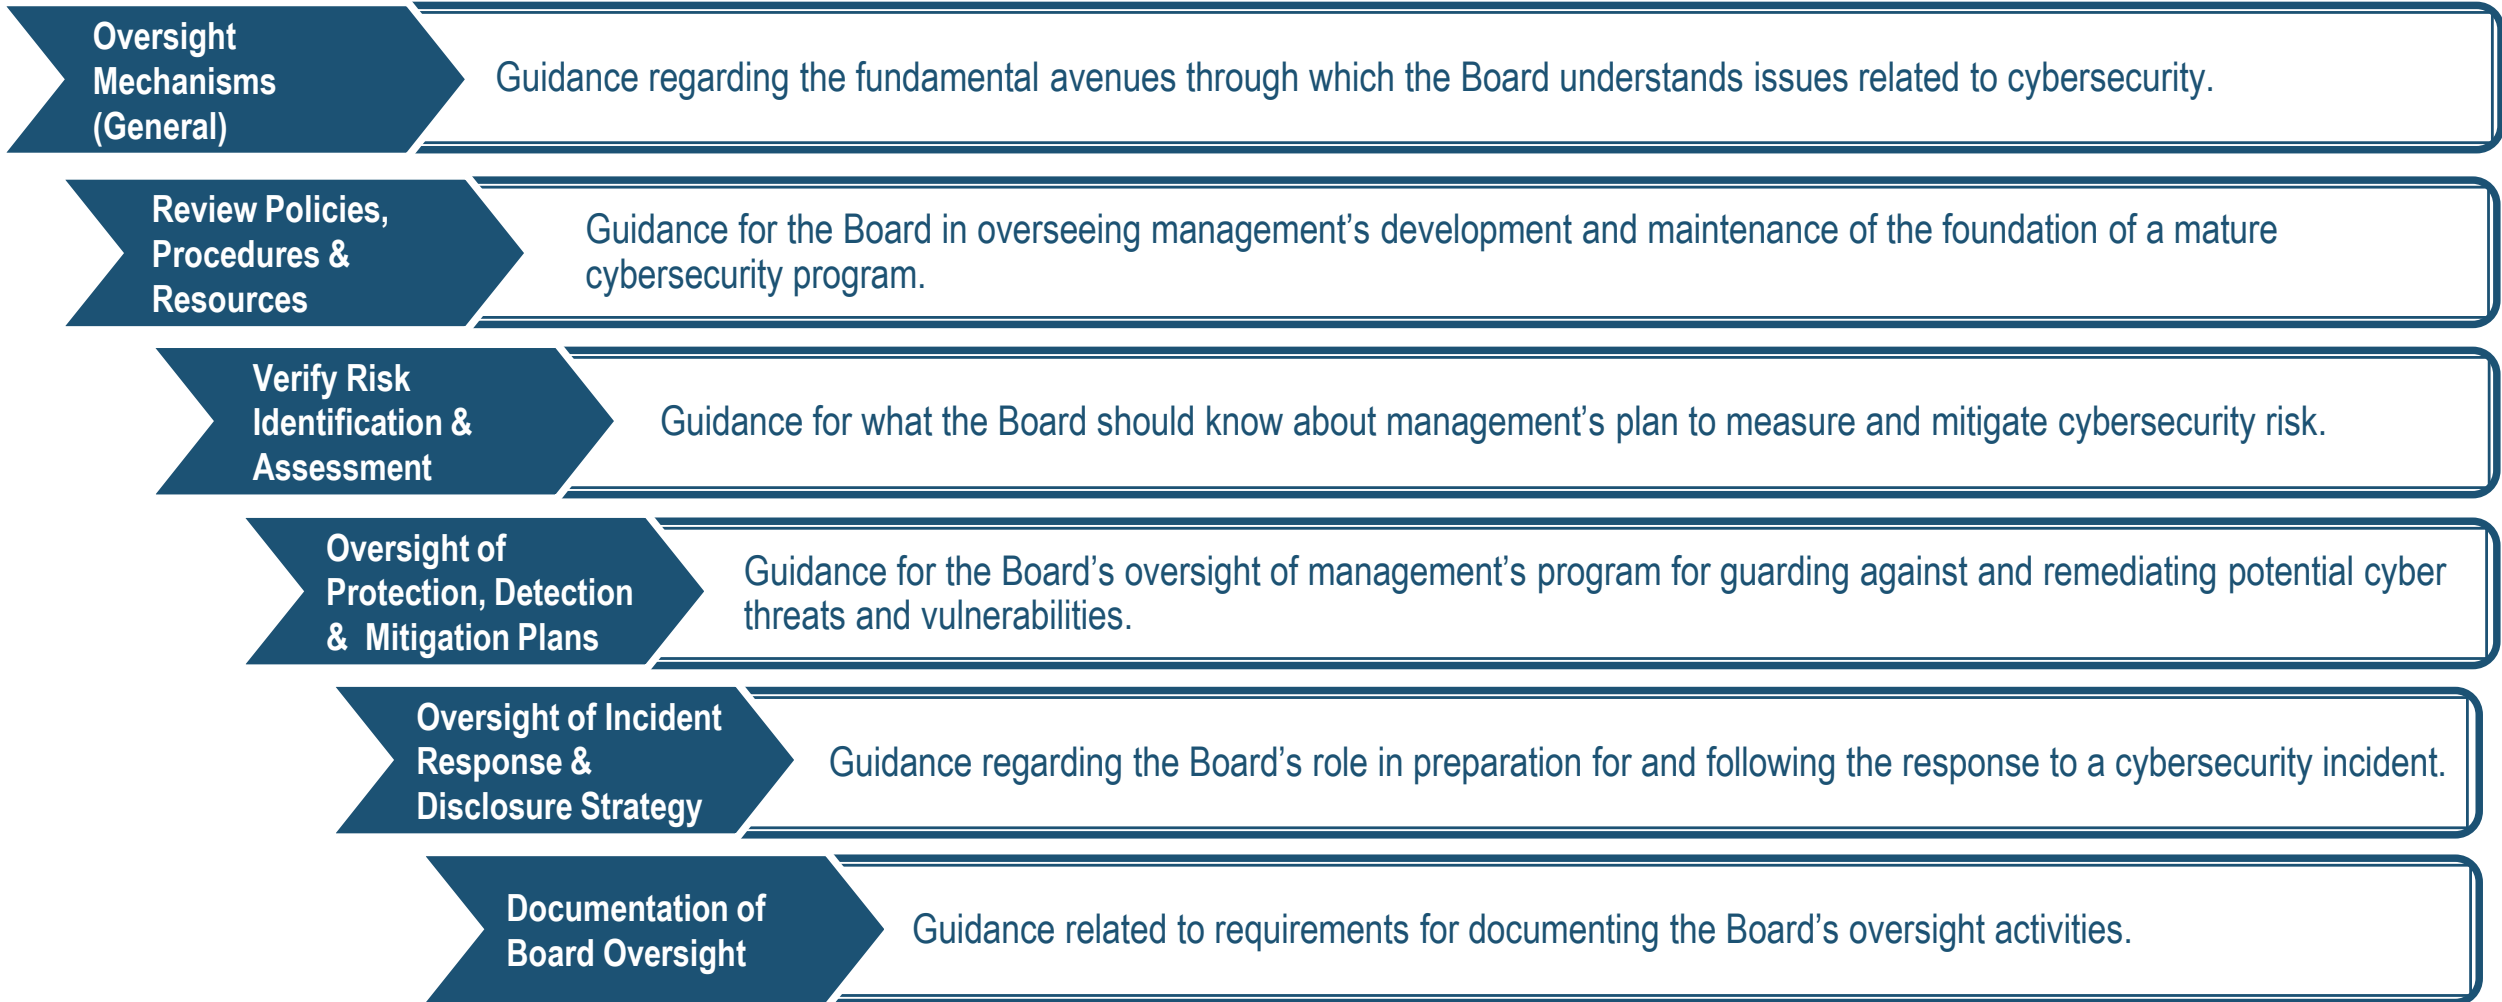 Oversight
Mechanisms
(General)
Guidance regarding the fundamental avenues through which the Board understands issues related to cybersecurity.
Review Policies,
Procedures &
Resources
Guidance for the Board in overseeing management’s development and maintenance of the foundation of a mature
cybersecurity program.
Verify Risk
Identification &
Assessment
Guidance for what the Board should know about management’s plan to measure and mitigate cybersecurity risk.
Oversight of
Protection, Detection
& Mitigation Plans
Guidance for the Board’s oversight of management’s program for guarding against and remediating potential cyber
threats and vulnerabilities.
Oversight of Incident
Response &
Disclosure Strategy
Guidance regarding the Board’s role in preparation for and following the response to a cybersecurity incident.
Documentation of
Board Oversight
Guidance related to requirements for documenting the Board’s oversight activities.